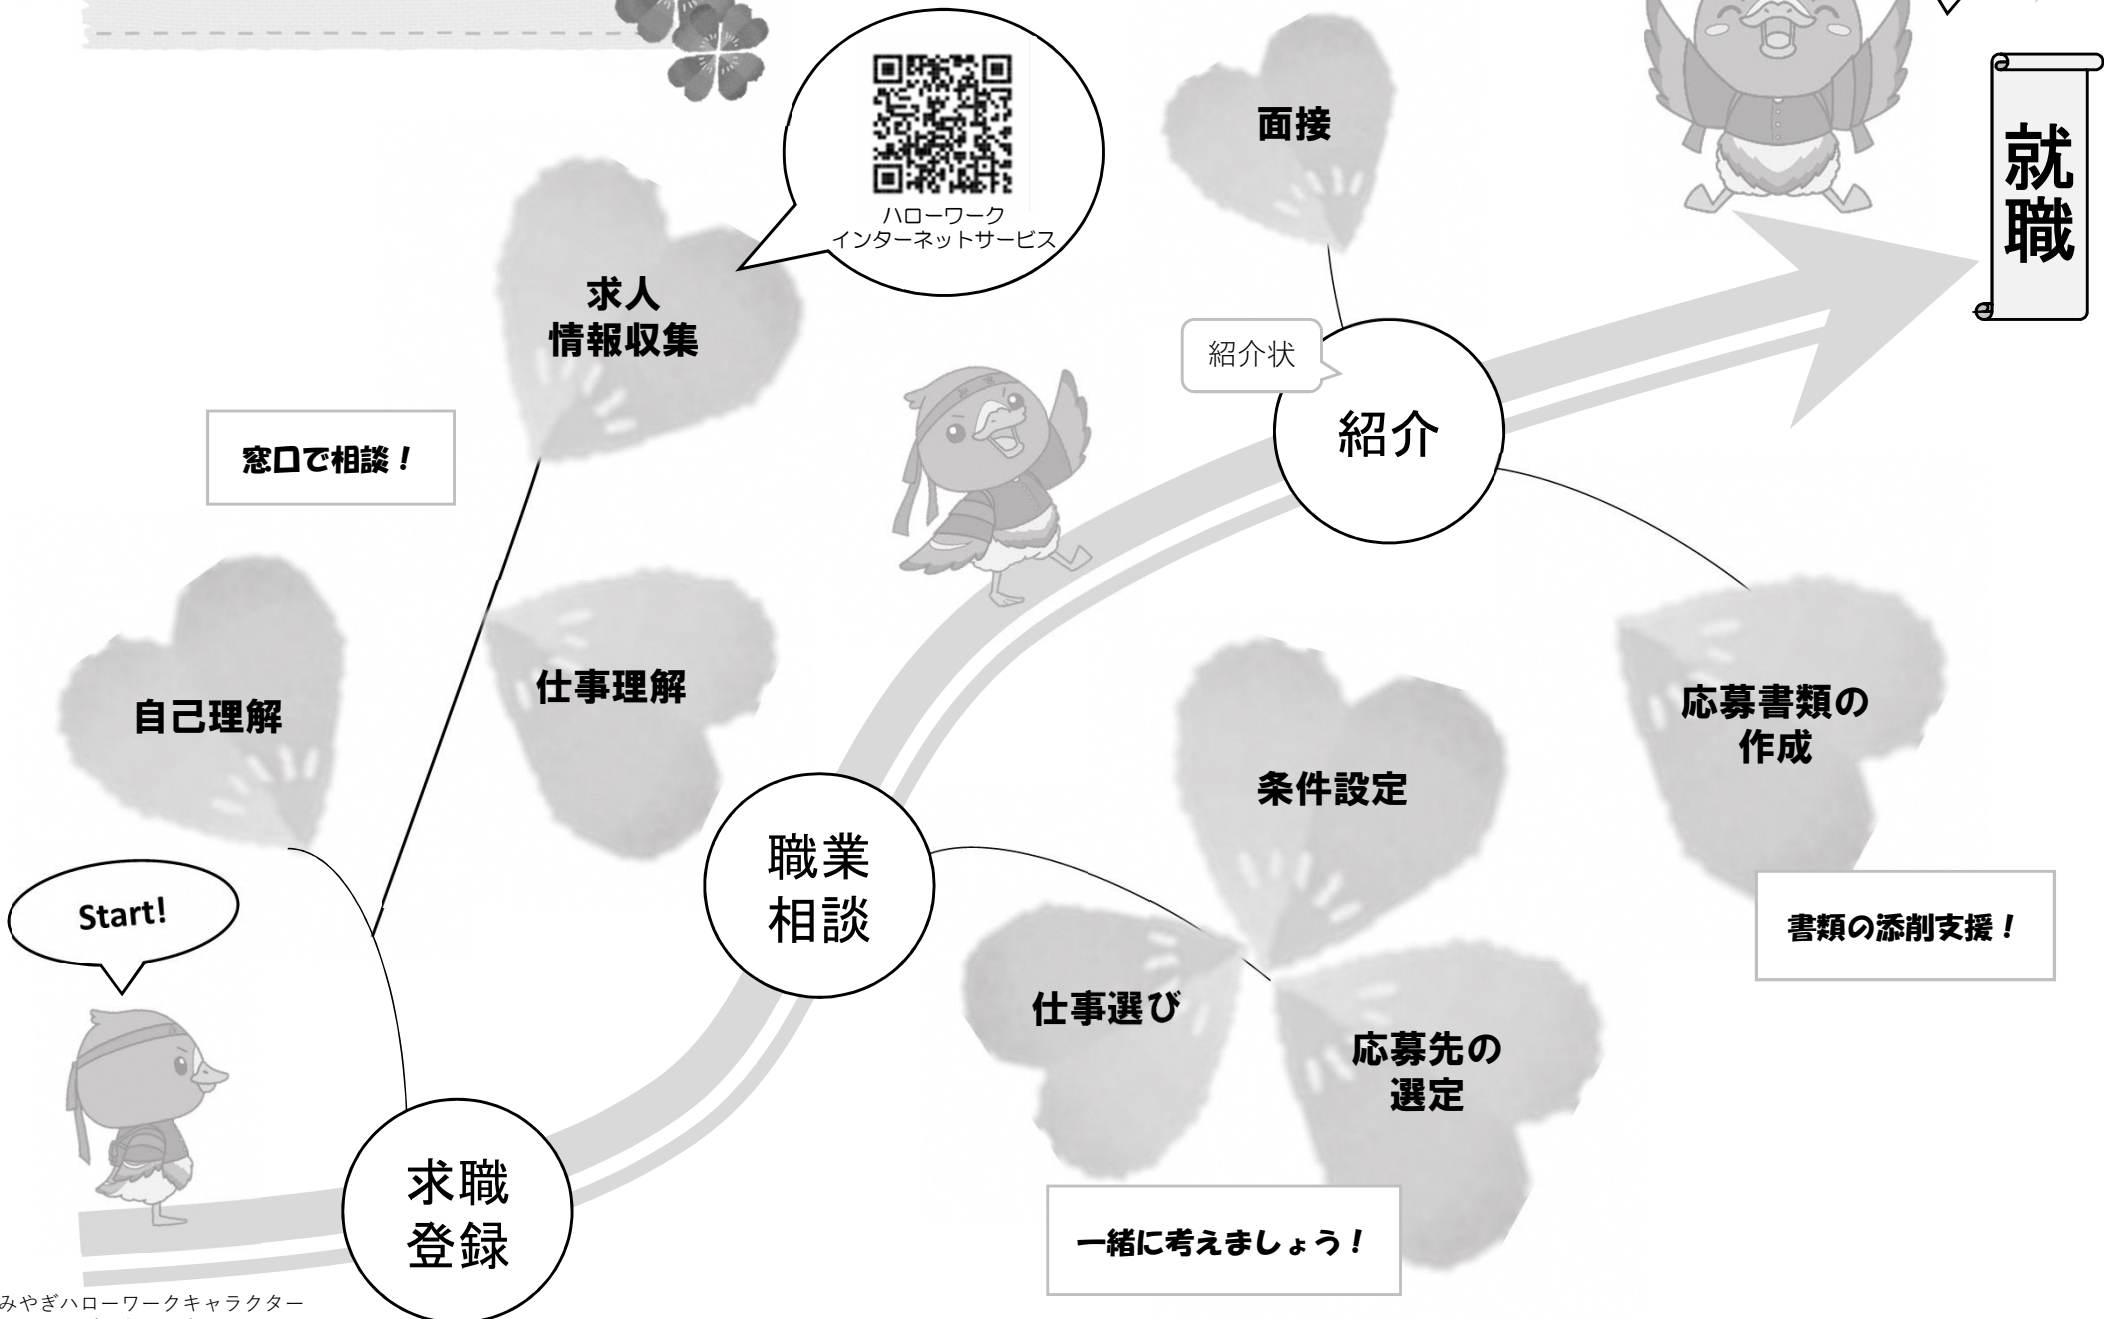 ハローワーク
インターネットサービス
面接
就職
求人
情報収集
紹介状
紹介
窓口で相談！
自己理解
仕事理解
条件設定
応募書類の
作成
書類の添削支援！
職業
相談
仕事選び
応募先の
選定
一緒に考えましょう！
Start!
求職
登録
みやぎハローワークキャラクター